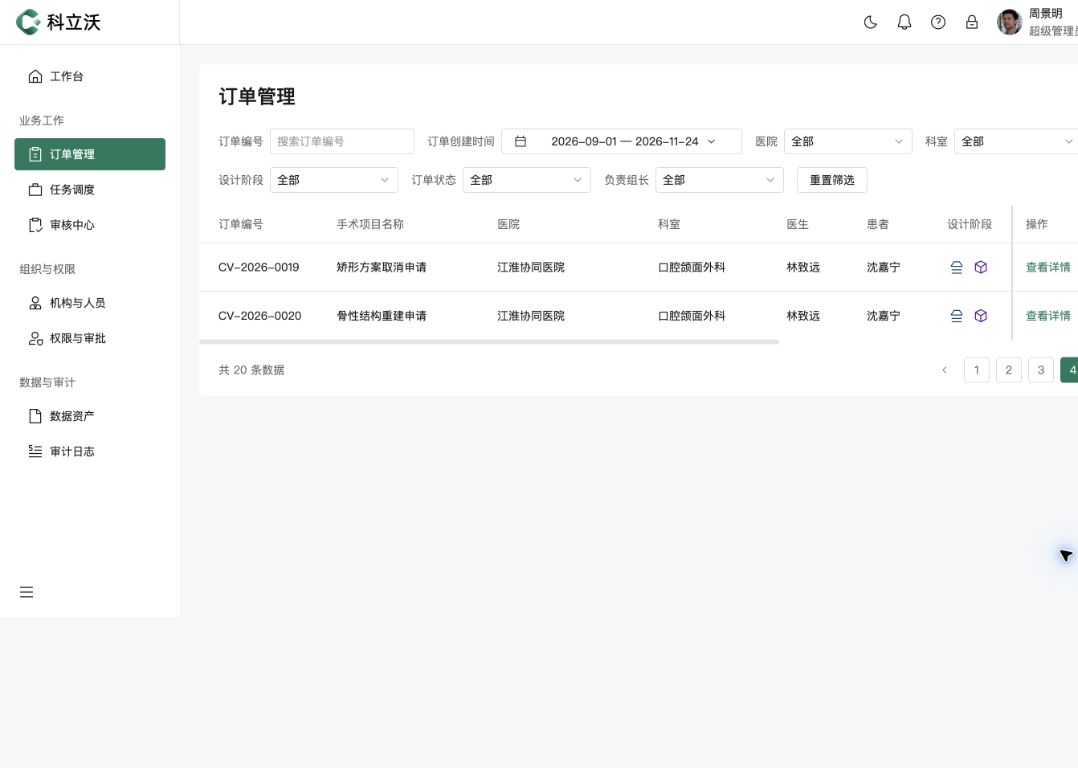 科立沃
周景明
超级管理员
工作台
业务工作
订单管理
任务调度
审核中心
组织与权限
机构与人员
权限与审批
数据与审计
数据资产
审计日志
订单管理
订单编号 搜索订单编号 订单创建时间 2026-09-01 — 2026-11-24 医院 全部 科室 全部
设计阶段 全部 订单状态 全部 负责组长 全部 重置筛选
订单编号 手术项目名称 医院 科室 医生 患者 设计阶段 操作
CV-2026-0019 矫形方案取消申请 江淮协同医院 口腔颌面外科 林致远 沈嘉宁 查看详情
CV-2026-0020 骨性结构重建申请 江淮协同医院 口腔颌面外科 林致远 沈嘉宁 查看详情
共 20 条数据 1 2 3 4